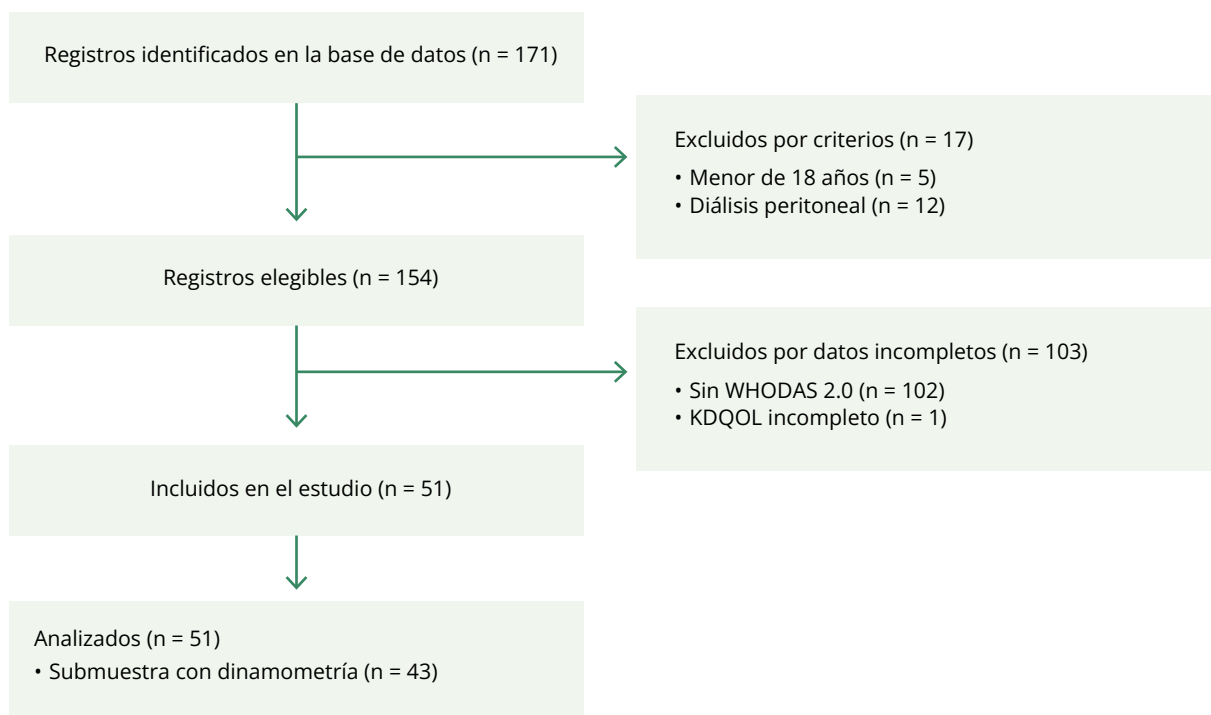 Registros identificados en la base de datos (n = 171)
Excluidos por criterios (n = 17)
• Menor de 18 años (n = 5)
• Diálisis peritoneal (n = 12)
Registros elegibles (n = 154)
Excluidos por datos incompletos (n = 103)
• Sin WHODAS 2.0 (n = 102)
• KDQOL incompleto (n = 1)
Incluidos en el estudio (n = 51)
Analizados (n = 51)
• Submuestra con dinamometría (n = 43)